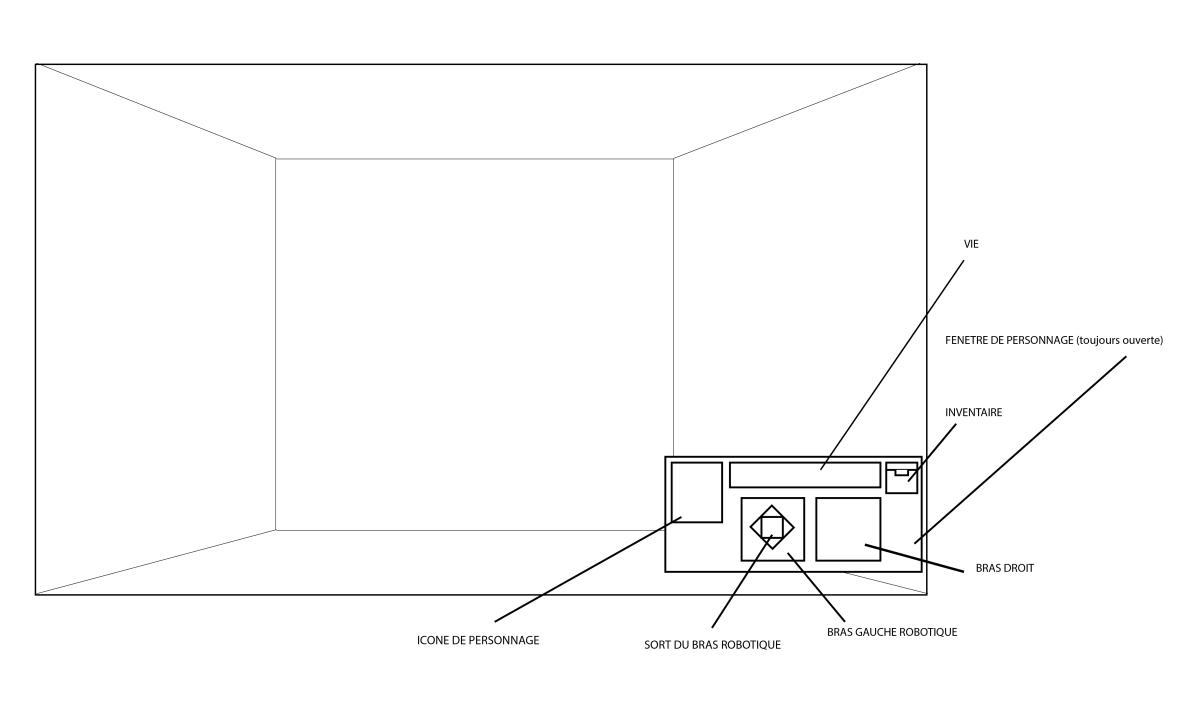 VIE
FENETRE DE PERSONNAGE (toujours ouverte)
INVENTAIRE
BRAS DROIT
BRAS GAUCHE ROBOTIQUE
ICONE DE PERSONNAGE
SORT DU BRAS ROBOTIQUE